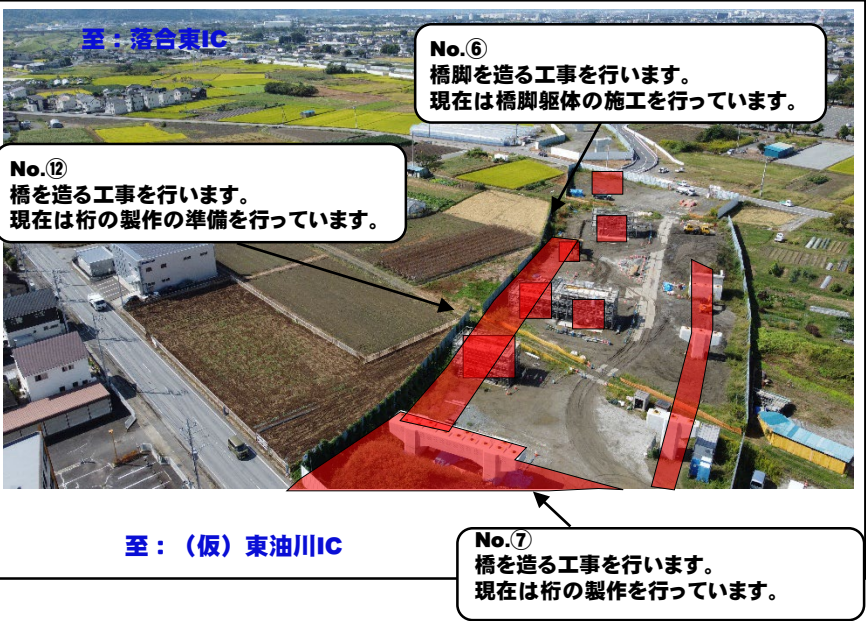 至：落合東IC
No.⑥
橋脚を造る工事を行います。
現在は橋脚躯体の施工を行っています。
No.⑫
橋を造る工事を行います。
現在は桁の製作の準備を行っています。
至：（仮）東油川IC
No.⑦
橋を造る工事を行います。
現在は桁の製作を行っています。